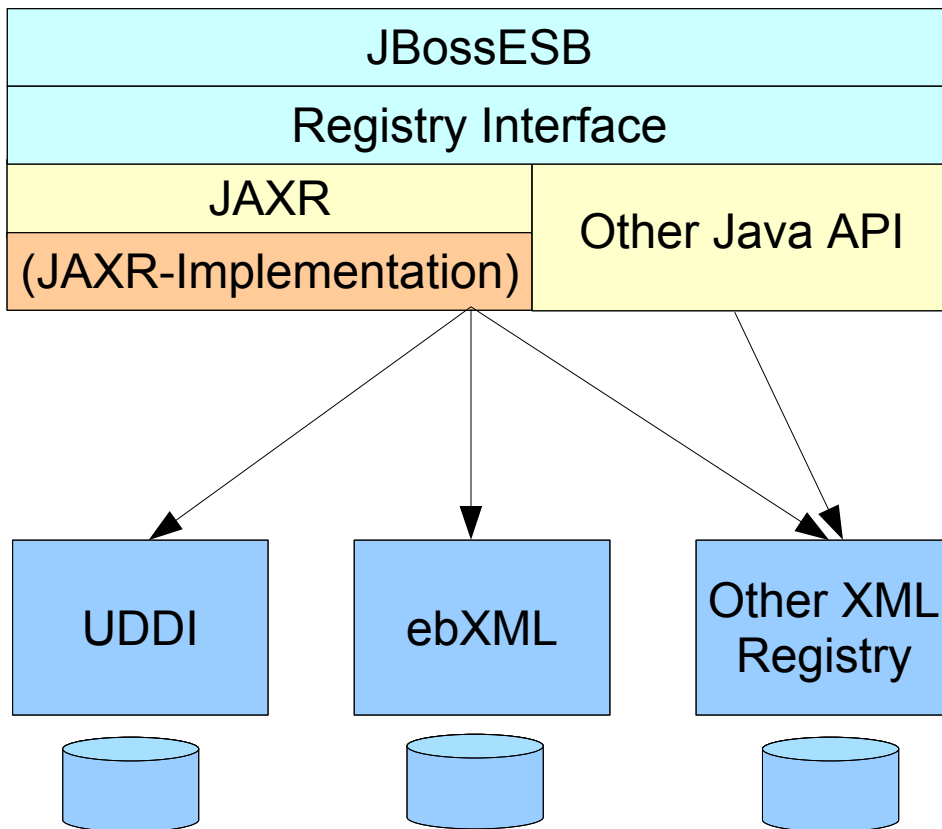 JBossESB
Registry Interface
JAXR
Other Java API
(JAXR-Implementation)
UDDI
ebXML
Other XML
Registry